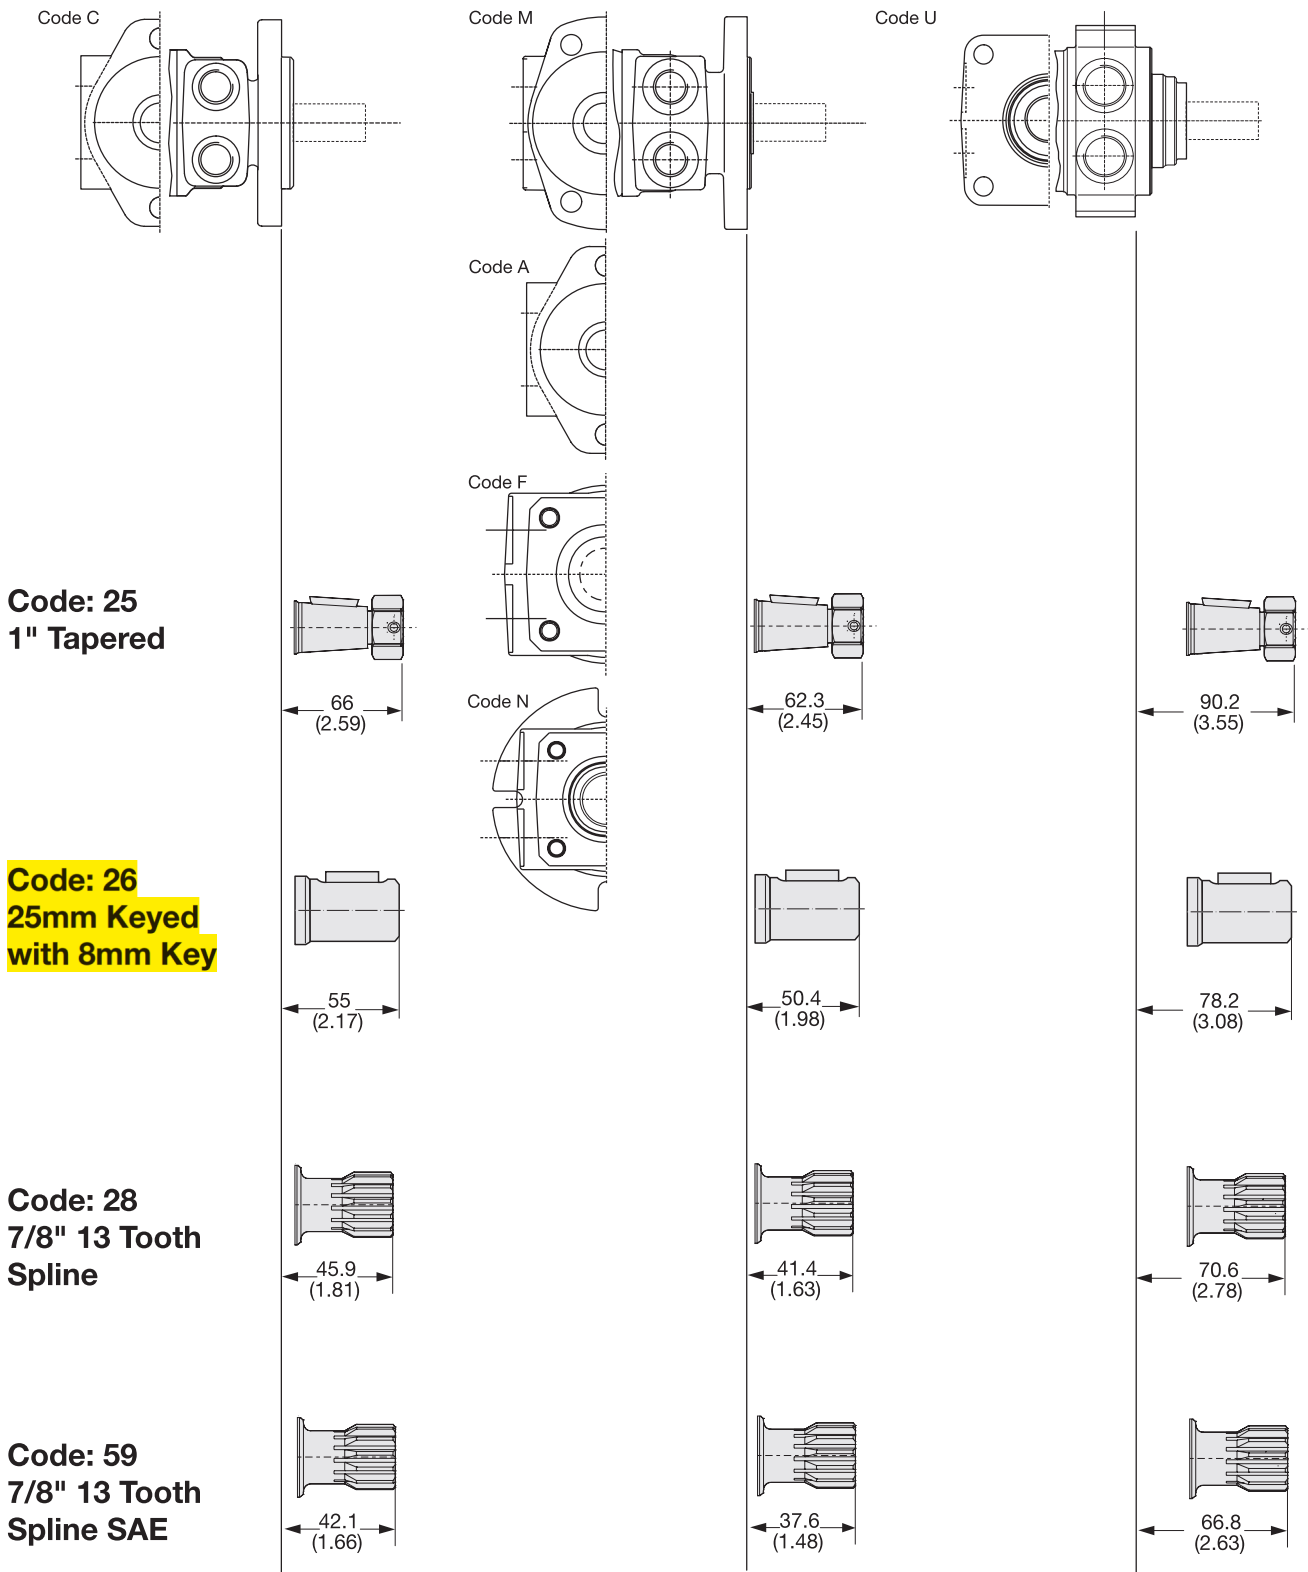 Code C
Code M
Code U
Code A
Code F
Code: 25
1" Tapered
66
(2.59)
62.3
(2.45)
90.2
(3.55)
Code N
Code: 26
25mm Keyed
with 8mm Key
55
(2.17)
50.4
(1.98)
78.2
(3.08)
Code: 28
7/8" 13 Tooth
Spline
45.9
(1.81)
41.4
(1.63)
70.6
(2.78)
Code: 59
7/8" 13 Tooth
Spline SAE
42.1
(1.66)
37.6
(1.48)
66.8
(2.63)